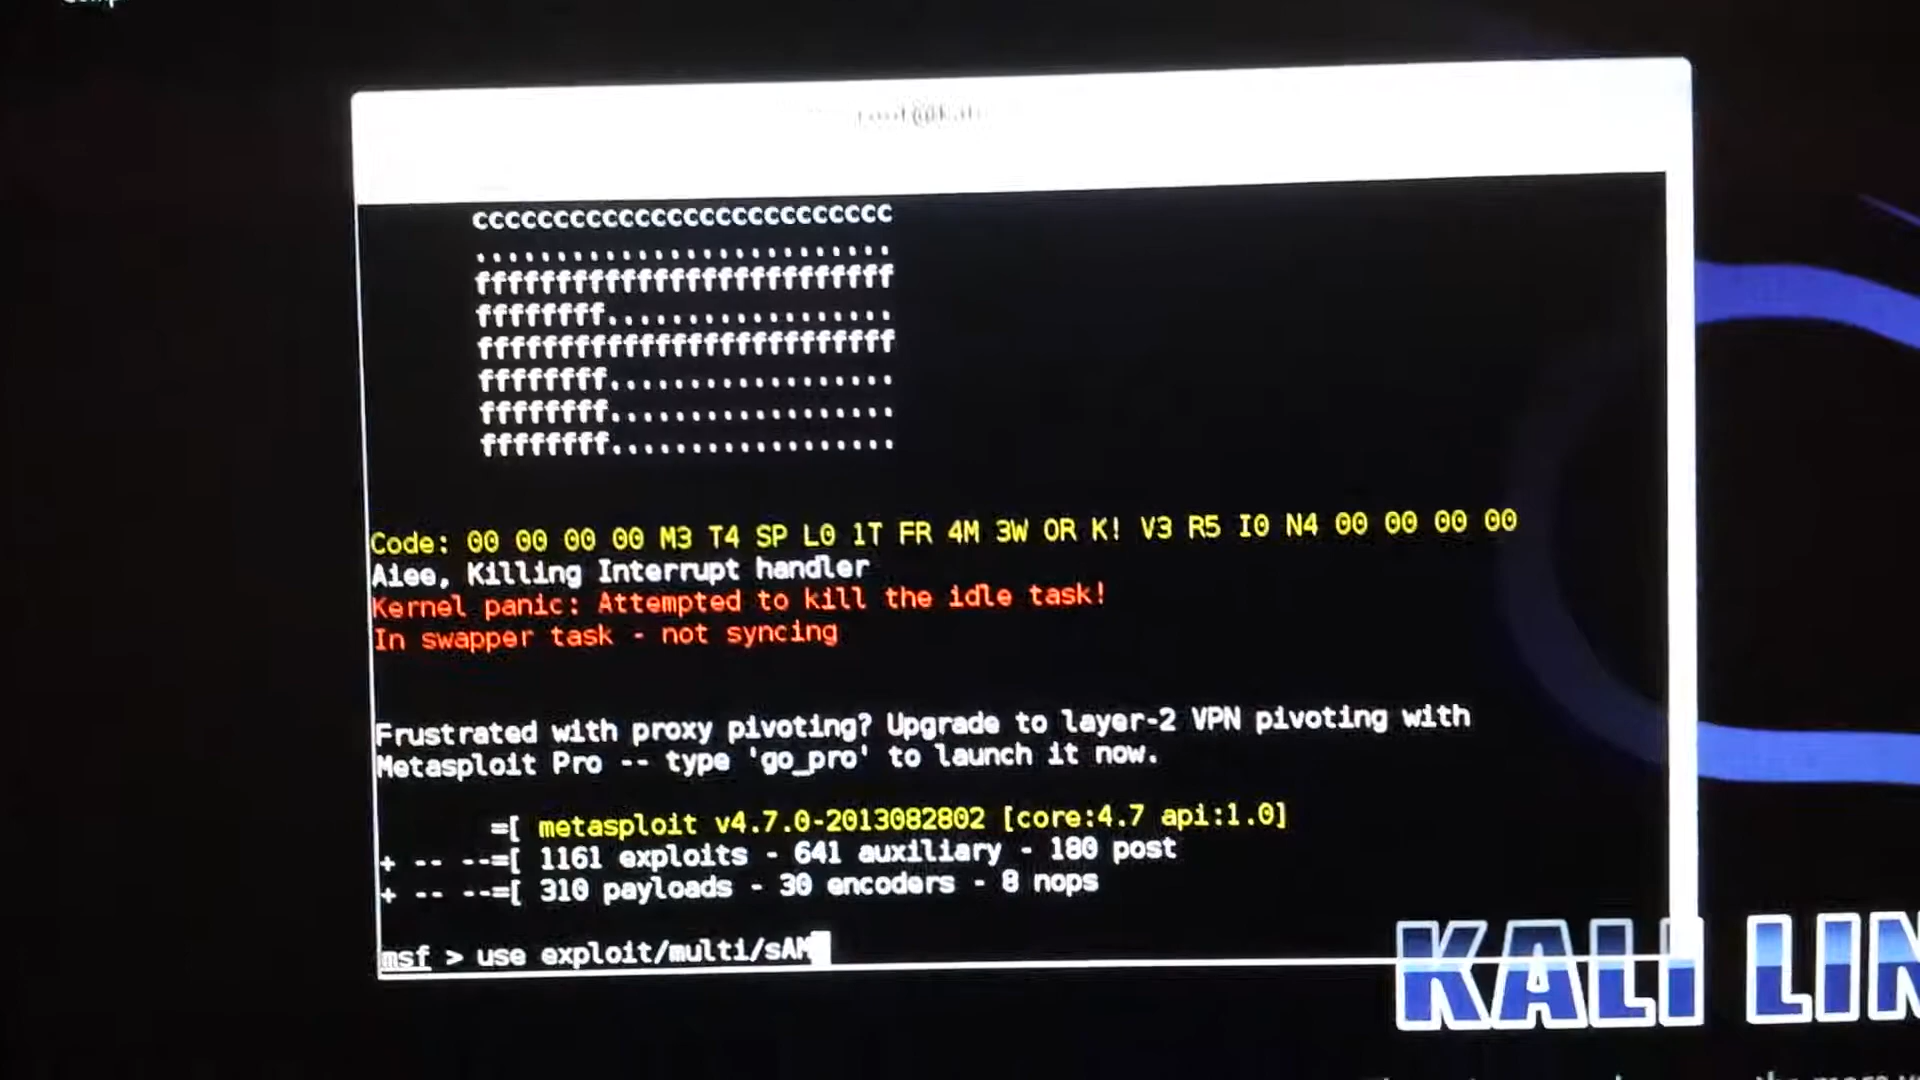 root@kali
cccccccccccccccccccccccccc
..........................
ffffffffffffffffffffffffff
ffffffff..................
ffffffffffffffffffffffffff
ffffffff..................
ffffffff..................
ffffffff..................
Code: 00 00 00 00 M3 T4 SP L0 1T FR 4M 3W OR K! V3 R5 I0 N4 00 00 00 00
Aiee, Killing Interrupt handler
Kernel panic: Attempted to kill the idle task!
In swapper task - not syncing
Frustrated with proxy pivoting? Upgrade to layer-2 VPN pivoting with
Metasploit Pro -- type 'go_pro' to launch it now.
=[ metasploit v4.7.0-2013082802 [core:4.7 api:1.0]
+ -- --=[ 1161 exploits - 641 auxiliary - 180 post
+ -- --=[ 310 payloads - 30 encoders - 8 nops
msf > use exploit/multi/sAM
KALI LIN